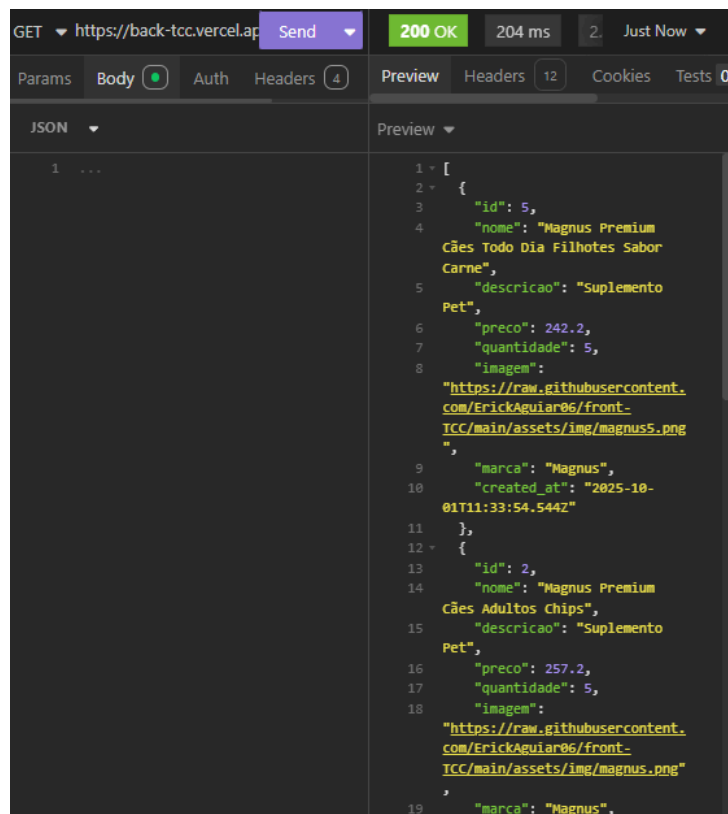 GET https://back-tcc.vercel.ap Send 200 OK 204 ms 2. Just Now
Params Body Auth Headers 4 Preview Headers 12 Cookies Tests 0
JSON Preview
1 ...
1 [
2 {
3 "id": 5,
4 "nome": "Magnus Premium
Cães Todo Dia Filhotes Sabor
Carne",
5 "descricao": "Suplemento
Pet",
6 "preco": 242.2,
7 "quantidade": 5,
8 "imagem":
"https://raw.githubusercontent.
com/ErickAguiar06/front-
TCC/main/assets/img/magnus5.png
",
9 "marca": "Magnus",
10 "created_at": "2025-10-
01T11:33:54.544Z"
11 },
12 {
13 "id": 2,
14 "nome": "Magnus Premium
Cães Adultos Chips",
15 "descricao": "Suplemento
Pet",
16 "preco": 257.2,
17 "quantidade": 5,
18 "imagem":
"https://raw.githubusercontent.
com/ErickAguiar06/front-
TCC/main/assets/img/magnus.png"
,
19 "marca": "Magnus",